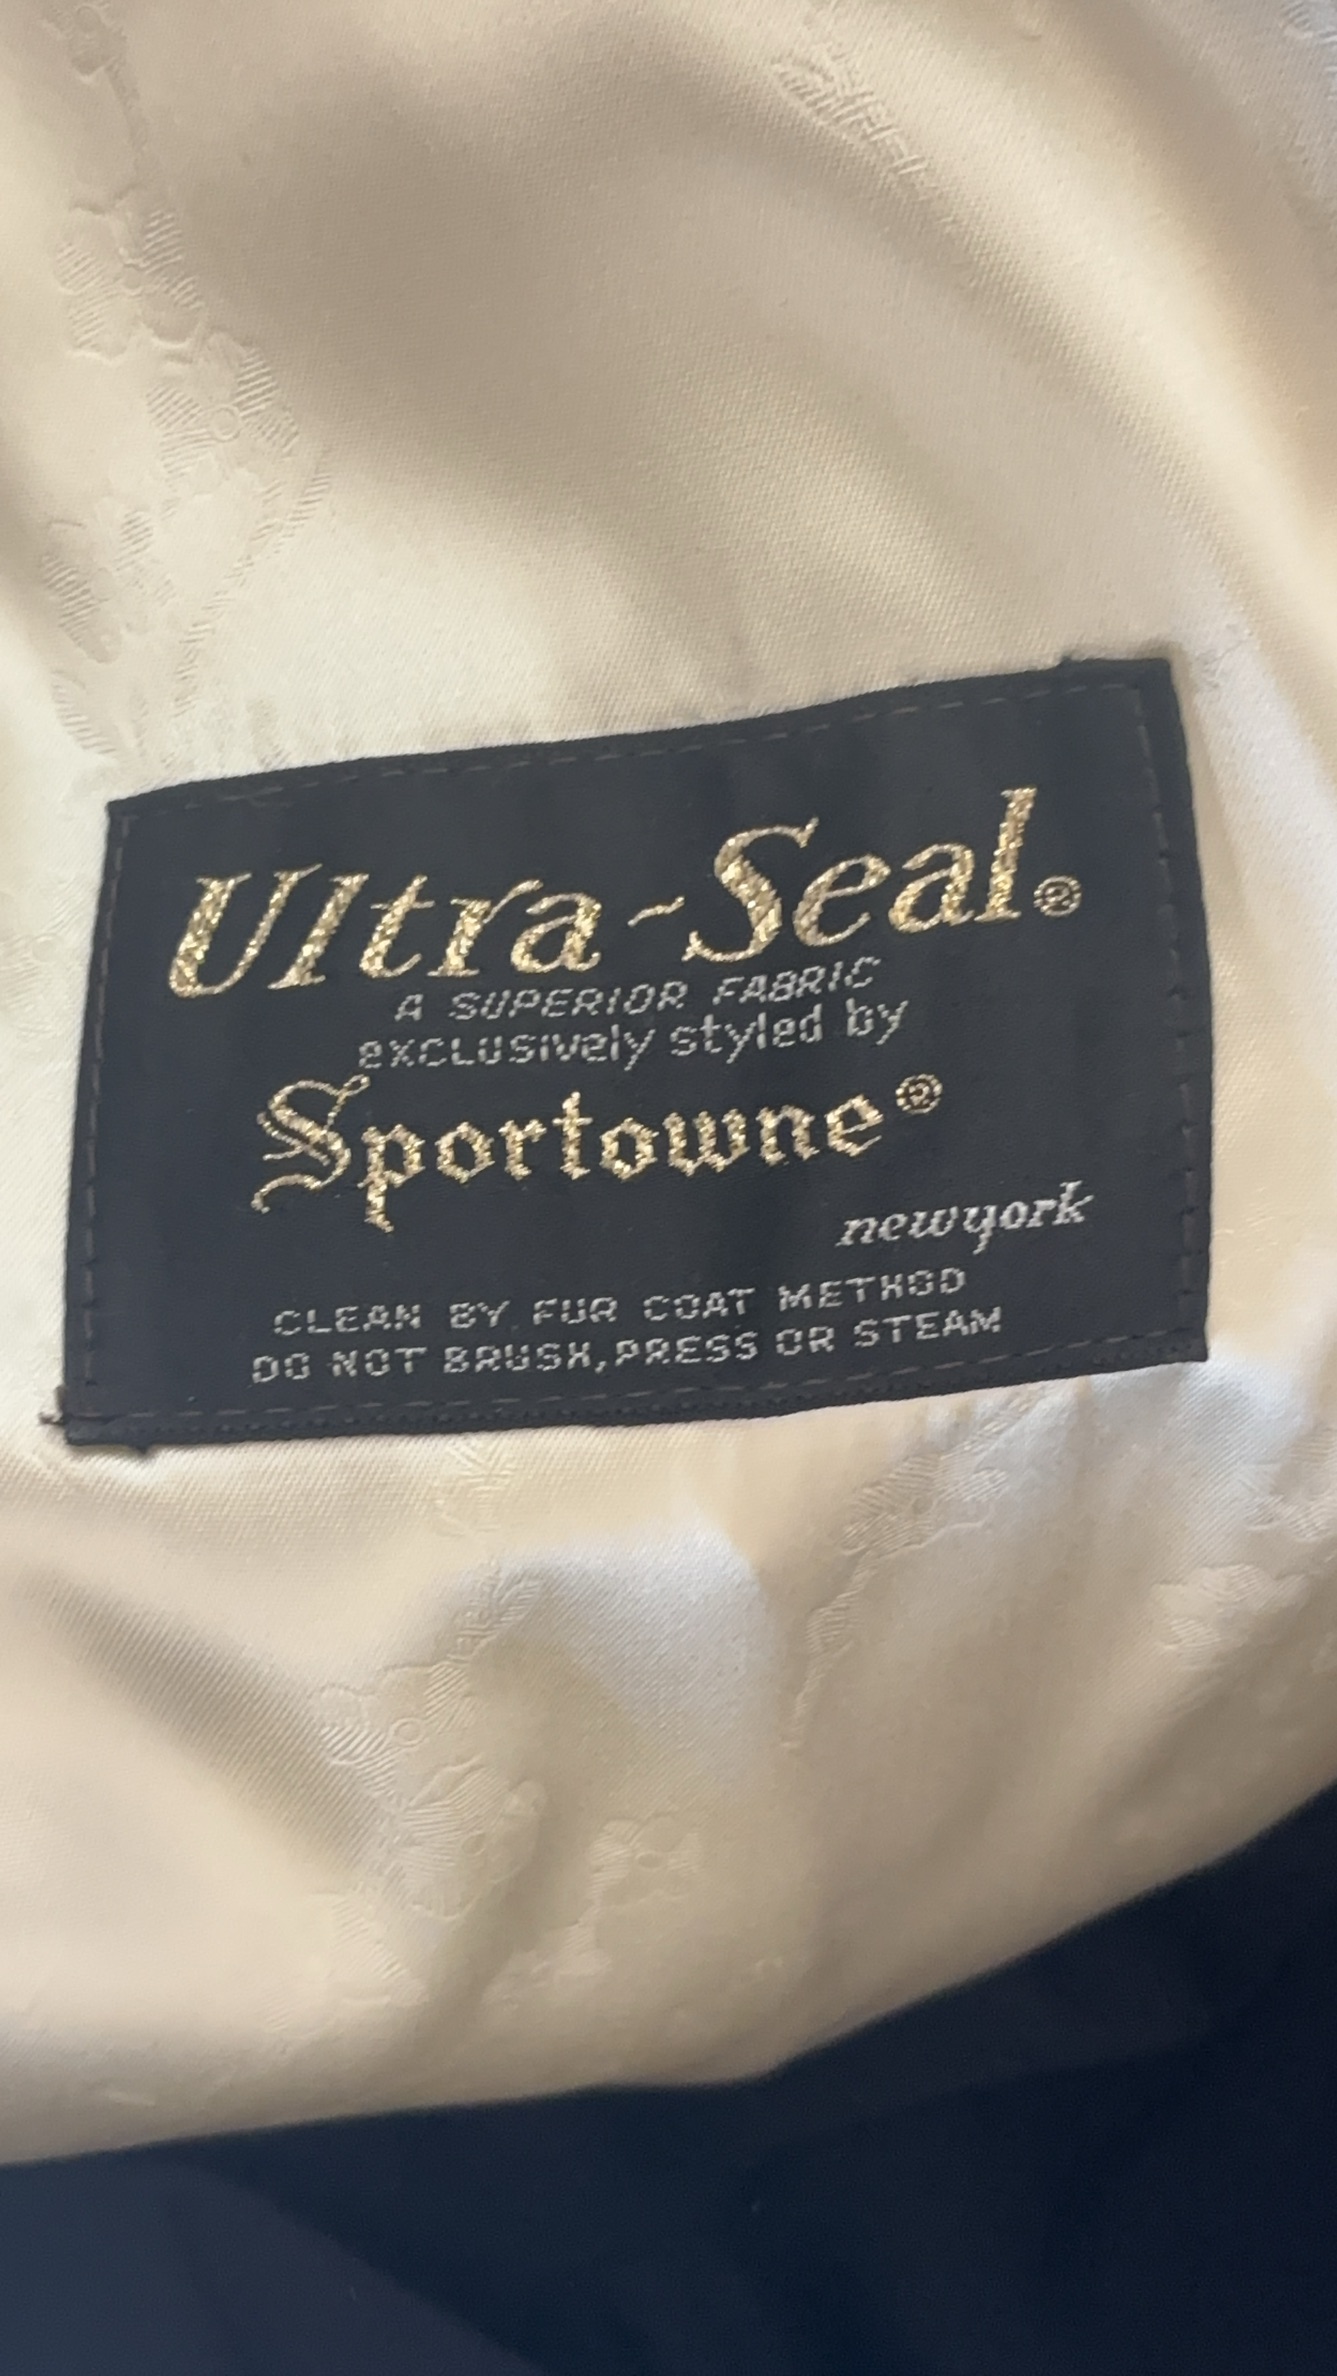 Ultra-Seal®
A SUPERIOR FABRIC
exclusively styled by
Sportowne®
newyork
CLEAN BY FUR COAT METHOD
DO NOT BRUSH, PRESS OR STEAM